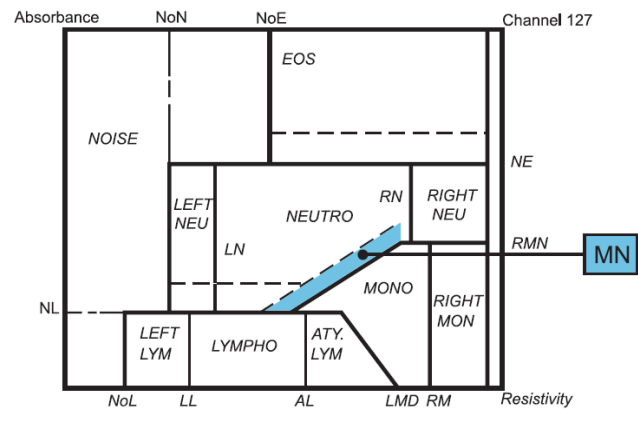 Absorbance NoN NoE Channel 127
EOS
NOISE
NE
LEFT
NEU
NEUTRO
RN
RIGHT
NEU
LN
RMN
MN
MONO
NL
RIGHT
MON
LEFT
LYM
LYMPHO
ATY.
LYM
NoL LL AL LMD RM Resistivity